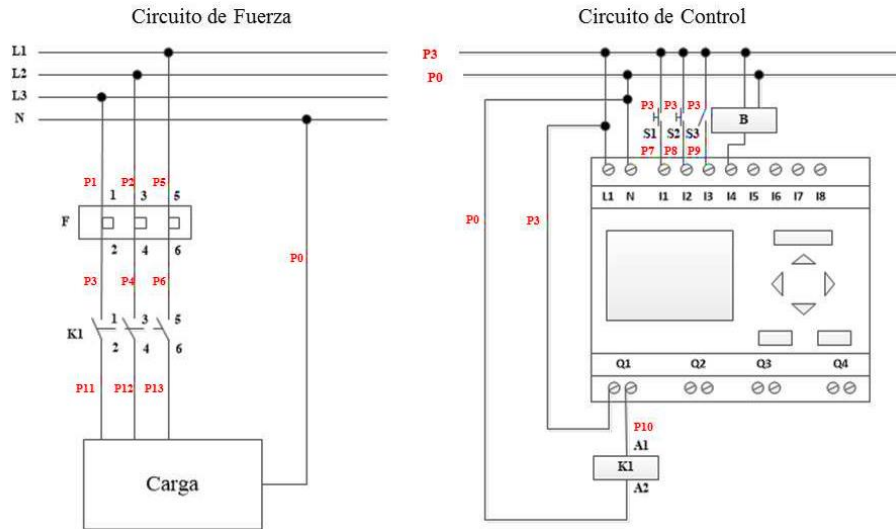 Circuito de Fuerza
L1
L2
L3
N
P1 P2 P5
1 3 5
F
2 4 6
P3 P4 P6
P0
K1 1 3 5
2 4 6
P11 P12 P13
Carga
Circuito de Control
P3
P0
P3 P3 P3
S1 S2 S3
B
P7 P8 P9
L1 N I1 I2 I3 I4 I5 I6 I7 I8
P0 P3
Q1 Q2 Q3 Q4
P10
A1
K1
A2